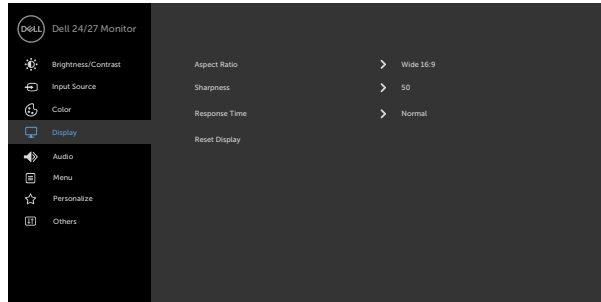 DELL Dell 24/27 Monitor
Brightness/Contrast
Input Source
Color
Display
Audio
Menu
Personalize
Others
Aspect Ratio Wide 16:9
Sharpness 50
Response Time Normal
Reset Display